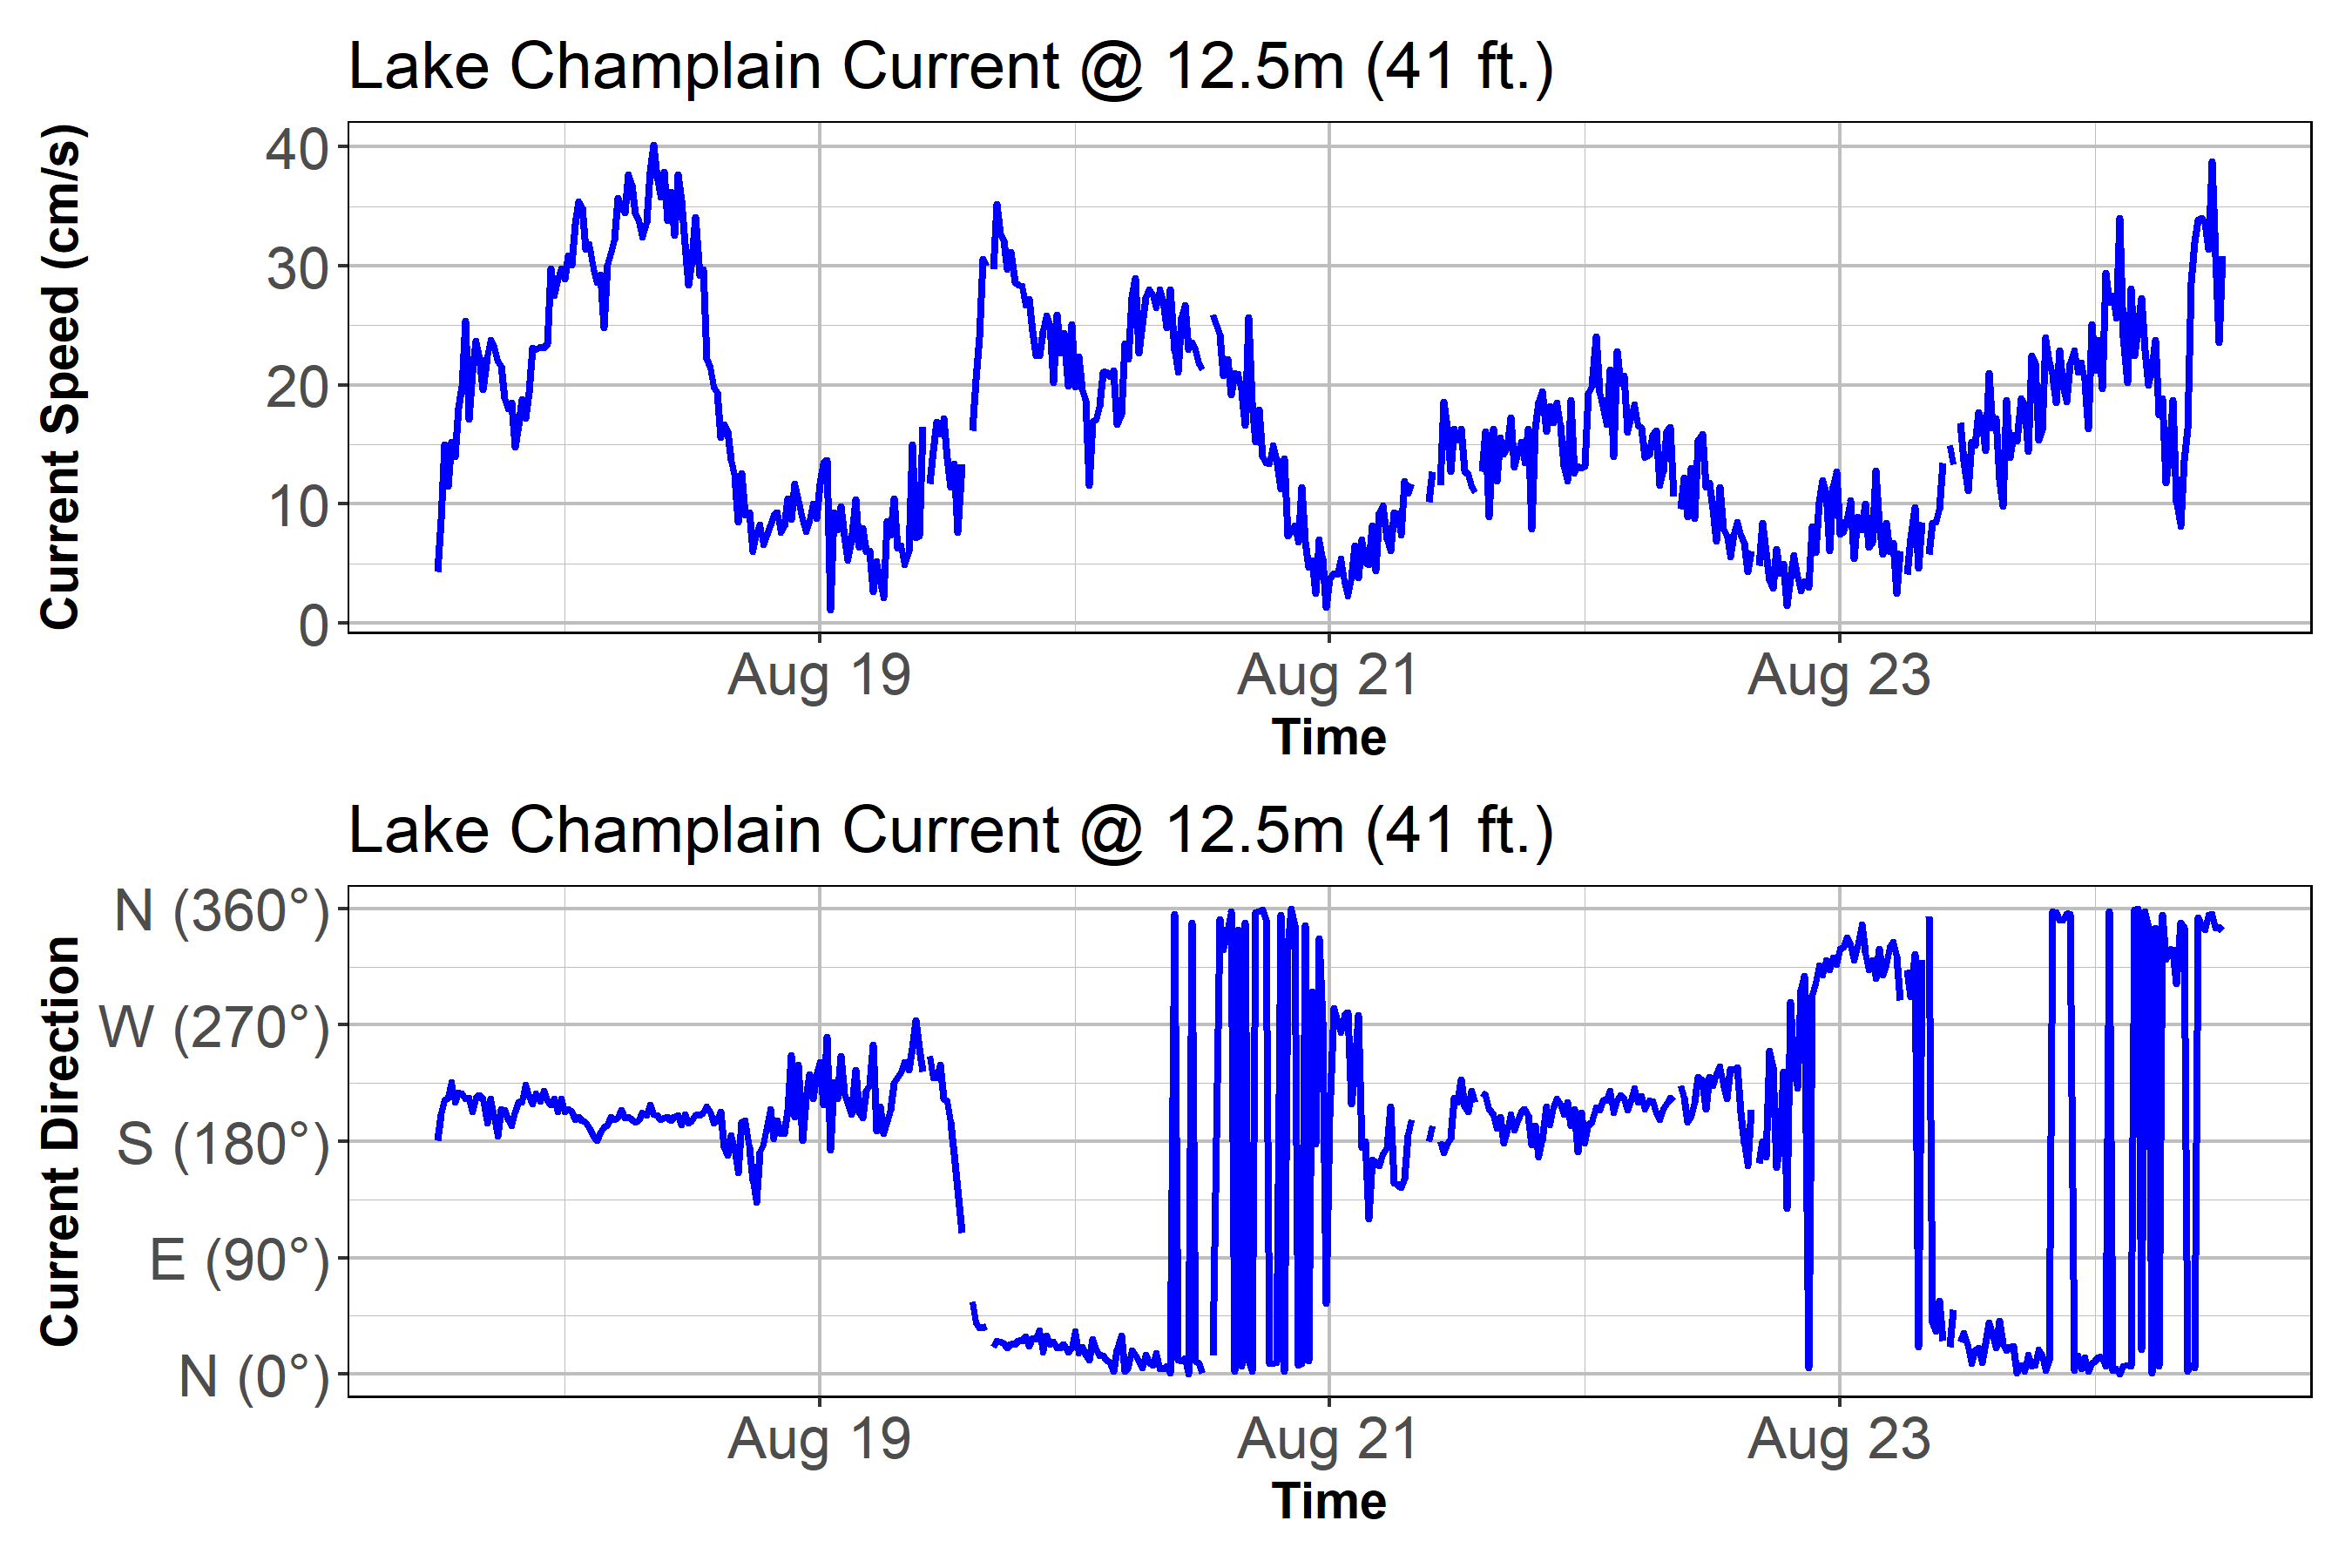 Lake Champlain Current @ 12.5m (41 ft.)
Current Speed (cm/s)
40
30
20
10
0
Aug 19
Aug 21
Aug 23
Time
Lake Champlain Current @ 12.5m (41 ft.)
Current Direction
N (360°)
W (270°)
S (180°)
E (90°)
N (0°)
Aug 19
Aug 21
Aug 23
Time